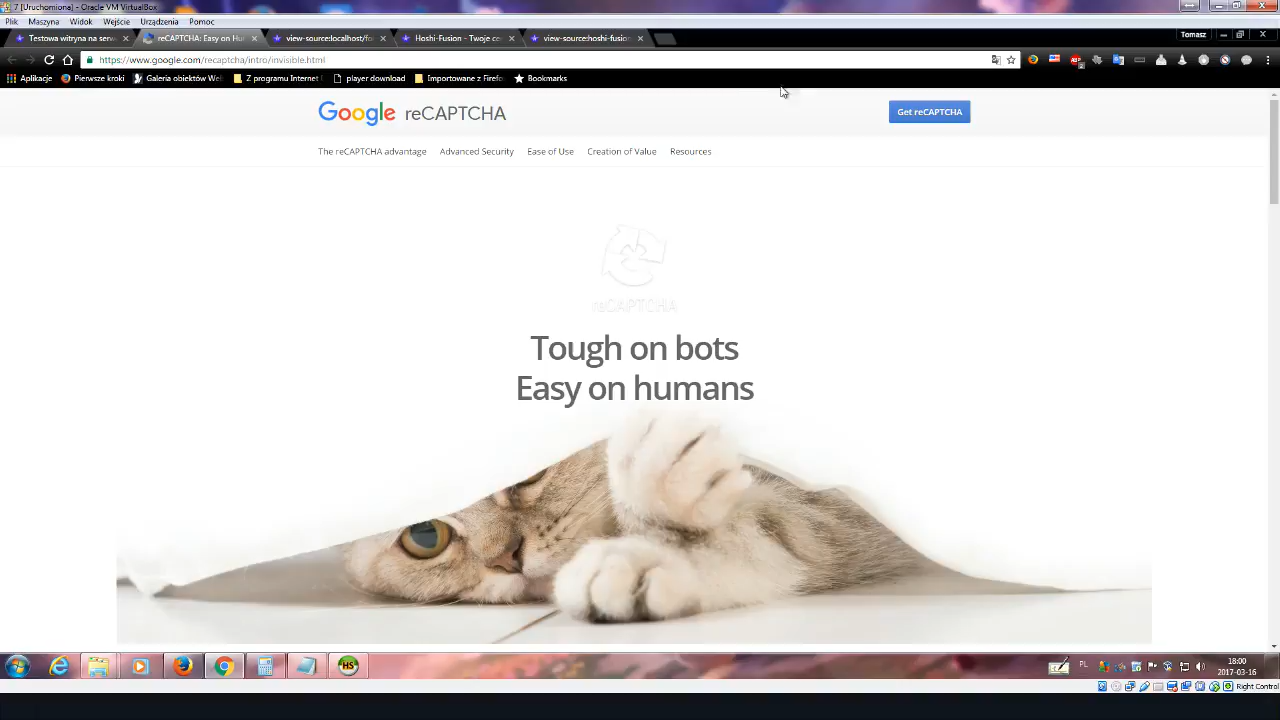 7 [Uruchomiona] - Oracle VM VirtualBox
Plik Maszyna Widok Wejście Urządzenia Pomoc
Testowa witryna na serw
reCAPTCHA: Easy on Hu
view-source:localhost/for
Hoshi-Fusion - Twoje ce
view-source:hoshi-fusion
Tomasz
https://www.google.com/recaptcha/intro/invisible.html
Aplikacje
Pierwsze kroki
Galeria obiektów We
Z programu Internet
player download
Importowane z Firefo
Bookmarks
Google reCAPTCHA
Get reCAPTCHA
The reCAPTCHA advantage Advanced Security Ease of Use Creation of Value Resources
reCAPTCHA
Tough on bots
Easy on humans
HS
PL
18:00
2017-03-16
Right Control